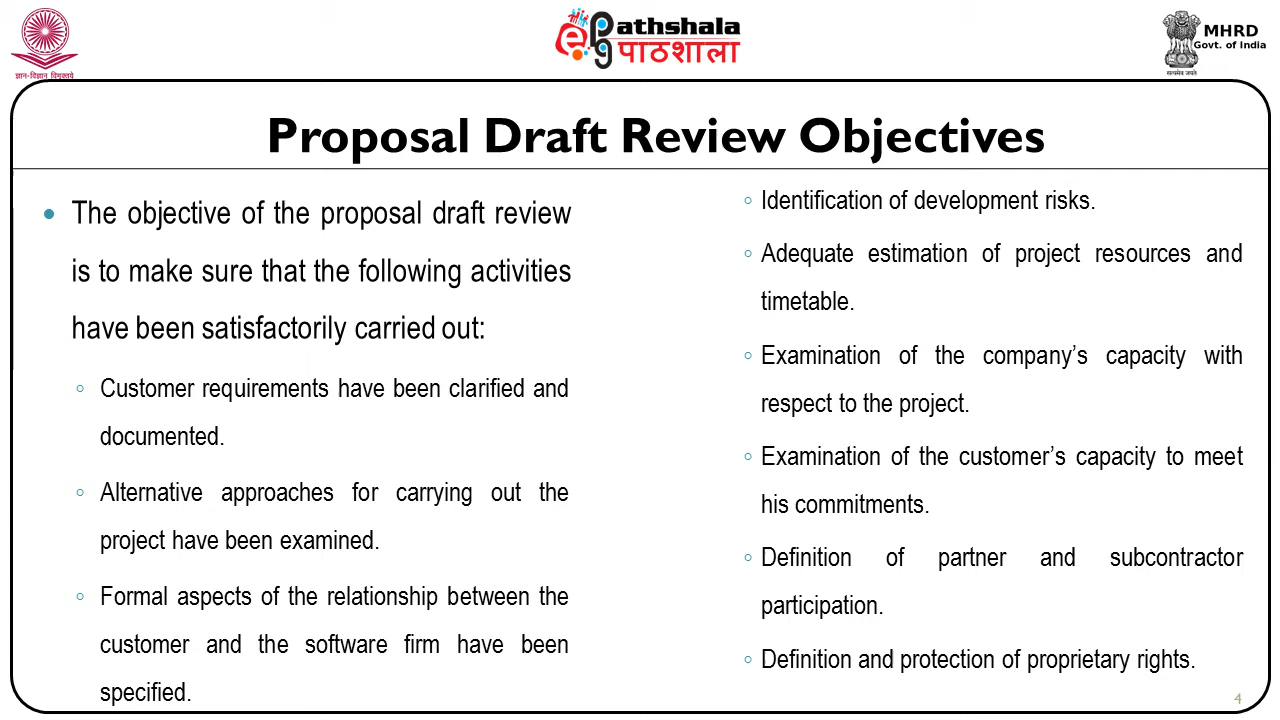 ज्ञान-विज्ञान विमुक्तये
ePathshala
पाठशाला
MHRD
Govt. of India
सत्यमेव जयते
Proposal Draft Review Objectives
• The objective of the proposal draft review
is to make sure that the following activities
have been satisfactorily carried out:
◦ Customer requirements have been clarified and
documented.
◦ Alternative approaches for carrying out the
project have been examined.
◦ Formal aspects of the relationship between the
customer and the software firm have been
specified.
◦ Identification of development risks.
◦ Adequate estimation of project resources and
timetable.
◦ Examination of the company’s capacity with
respect to the project.
◦ Examination of the customer’s capacity to meet
his commitments.
◦ Definition of partner and subcontractor
participation.
◦ Definition and protection of proprietary rights.
4